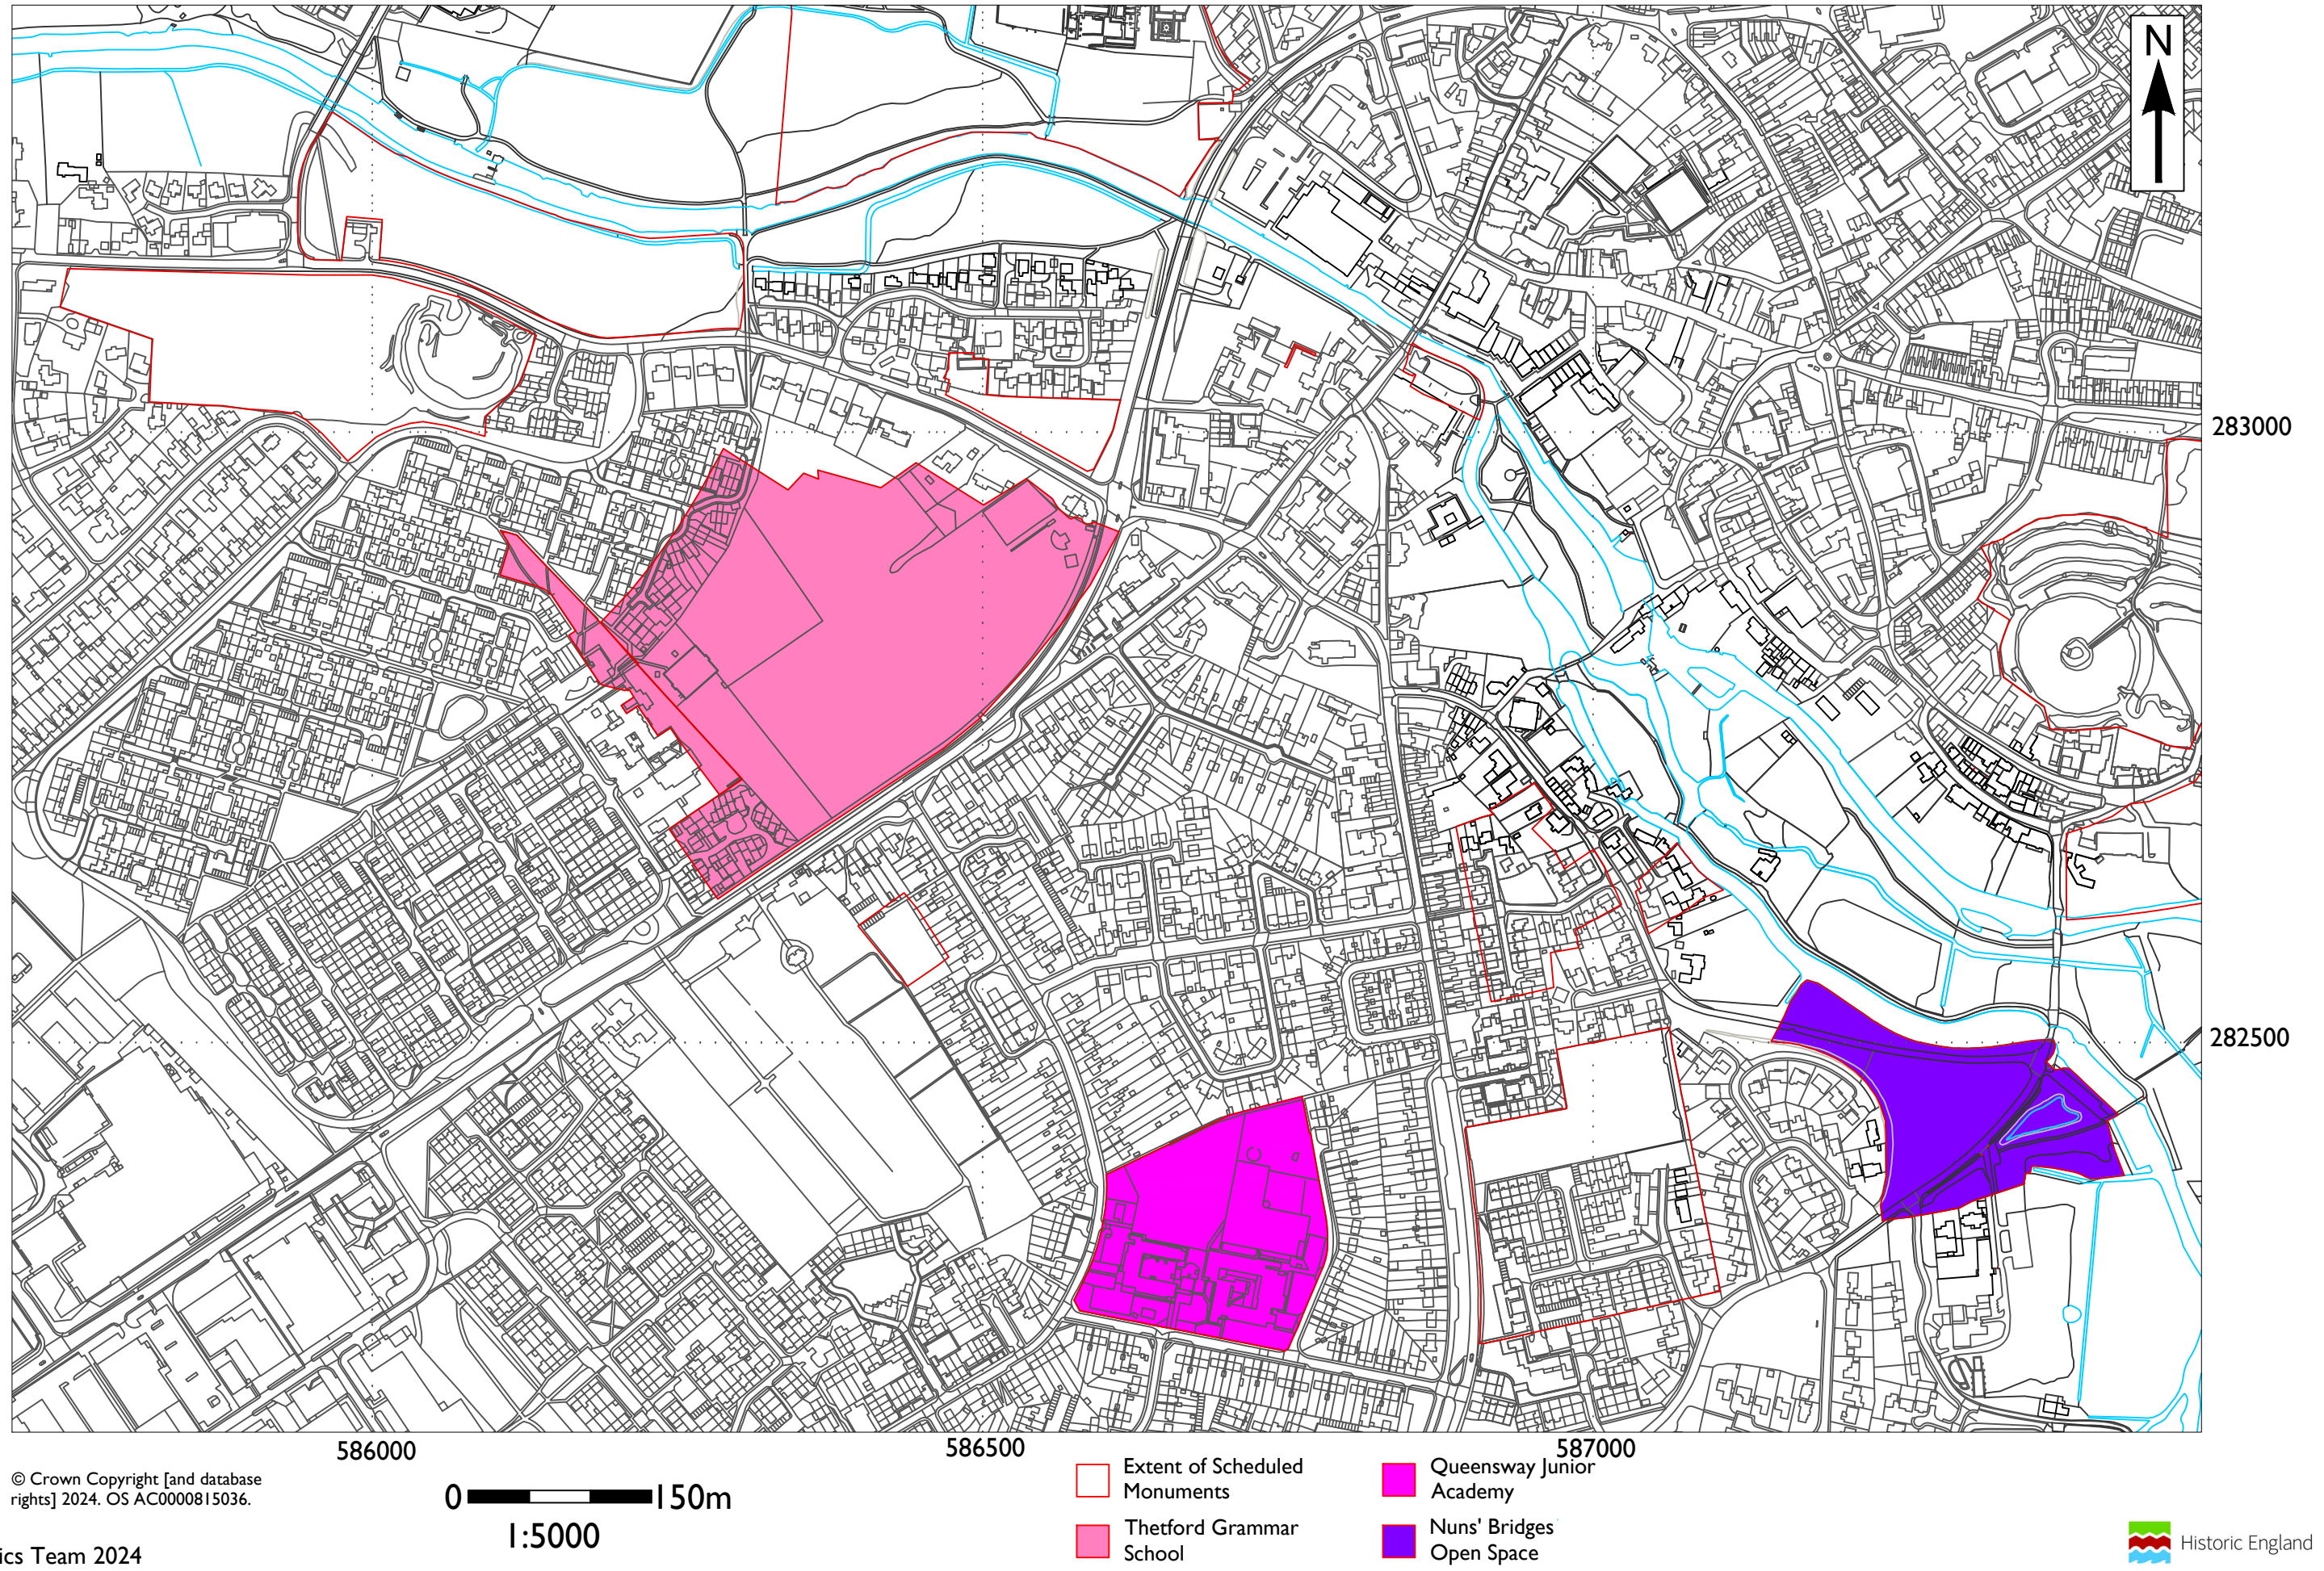 N
283000
282500
586000
586500
587000
© Crown Copyright [and database
rights] 2024. OS AC0000815036.
0 150m
1:5000
ics Team 2024
Extent of Scheduled
Monuments
Thetford Grammar
School
Queensway Junior
Academy
Nuns' Bridges
Open Space
Historic England